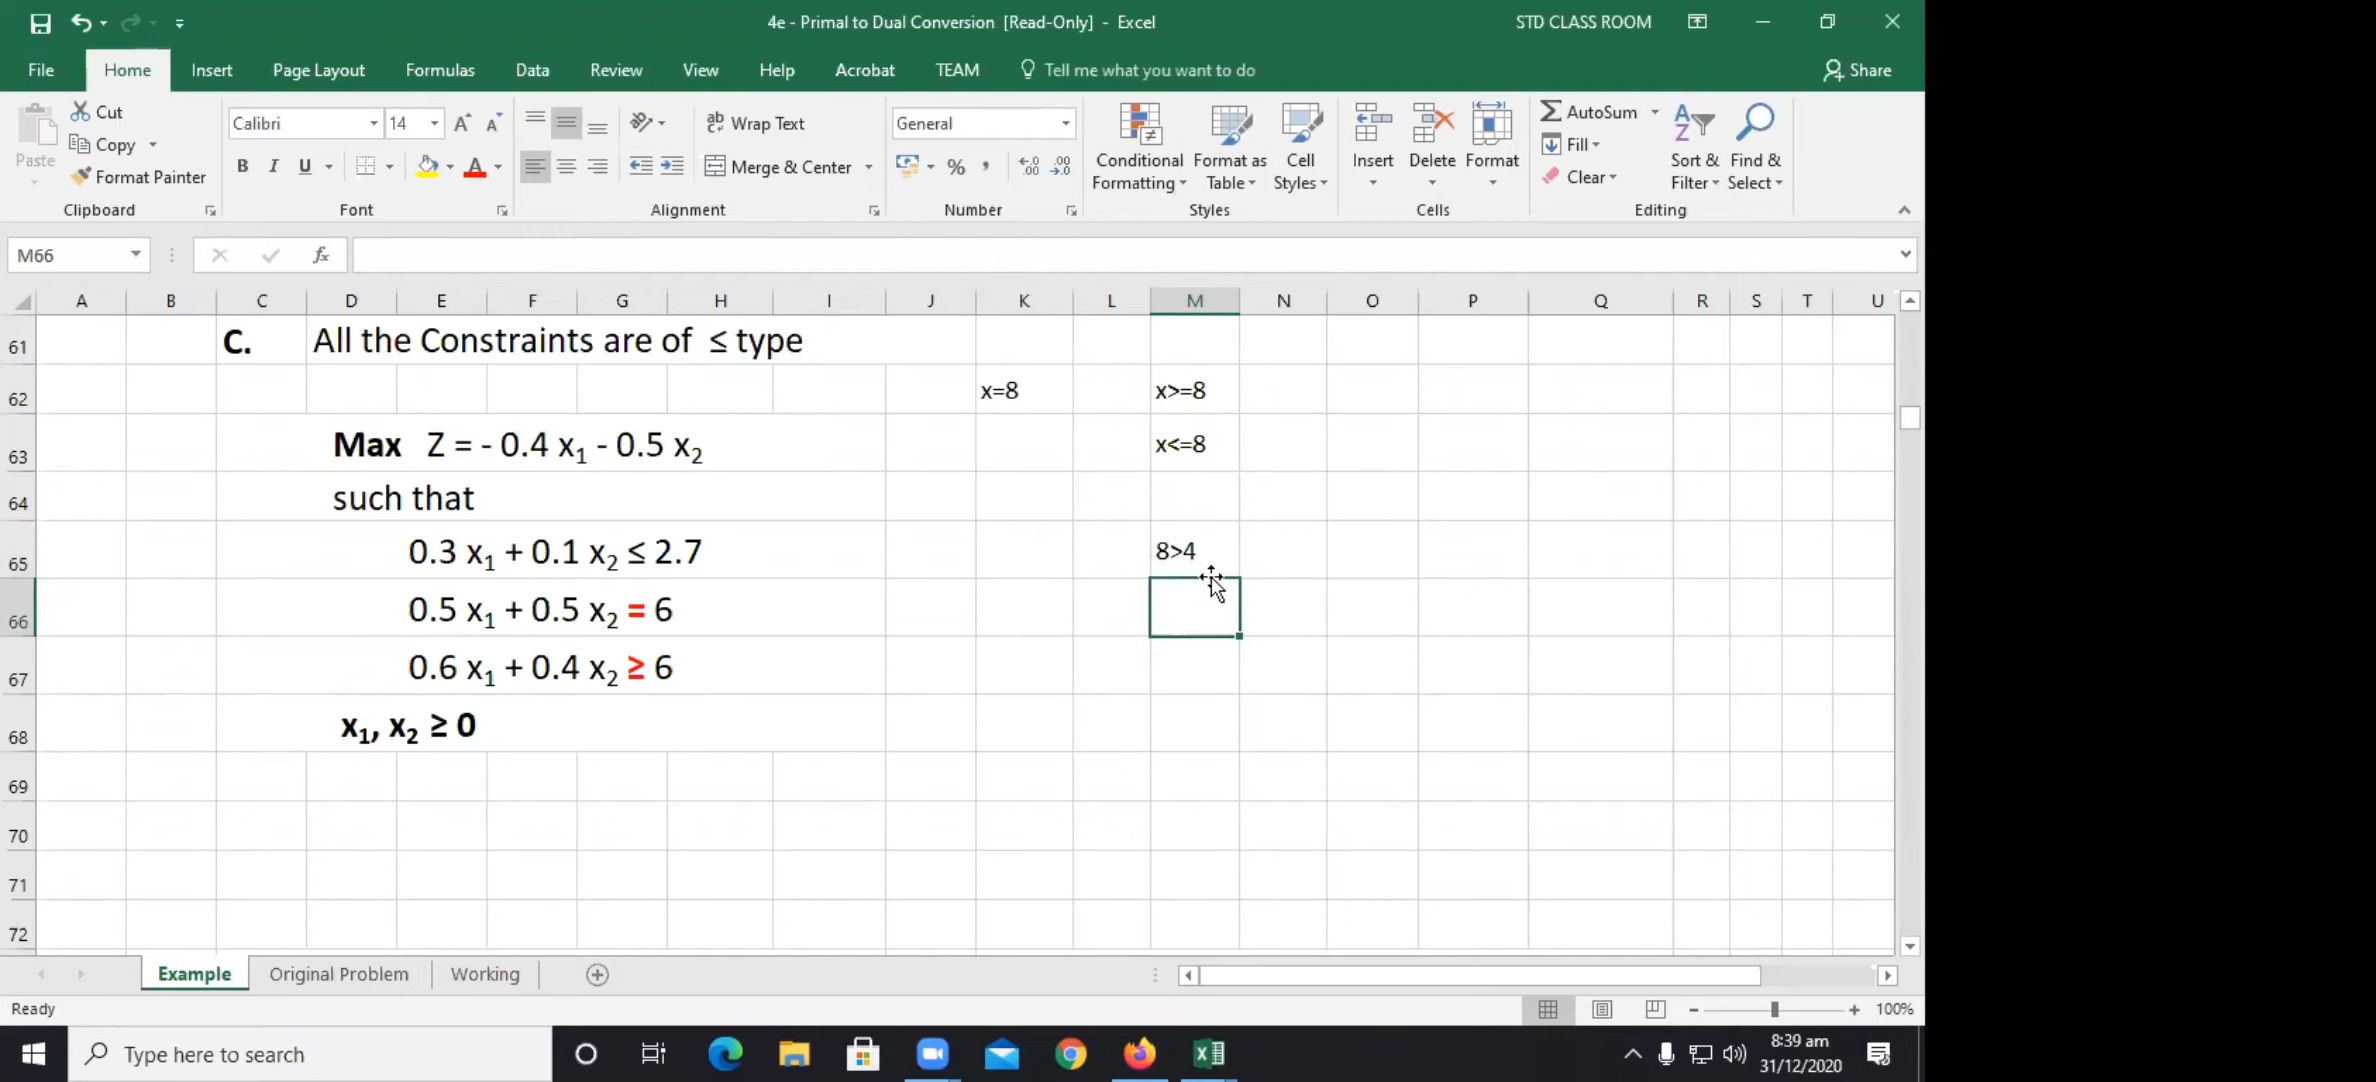 4e - Primal to Dual Conversion [Read-Only] - Excel
STD CLASS ROOM
File Home Insert Page Layout Formulas Data Review View Help Acrobat TEAM Tell me what you want to do Share
Paste
Cut
Copy
Format Painter
Clipboard
Calibri 14
B I U
Font
Wrap Text
Merge & Center
Alignment
General
%
Number
Conditional Formatting
Format as Table
Cell Styles
Styles
Insert Delete Format
Cells
AutoSum
Fill
Clear
Sort & Filter
Find & Select
Editing
M66
fx
A B C D E F G H I J K L M N O P Q R S T U
61 C. All the Constraints are of ≤ type
62 x=8 x>=8
63 Max Z = - 0.4 x₁ - 0.5 x₂ x<=8
64 such that
65 0.3 x₁ + 0.1 x₂ ≤ 2.7 8>4
66 0.5 x₁ + 0.5 x₂ = 6
67 0.6 x₁ + 0.4 x₂ ≥ 6
68 x₁, x₂ ≥ 0
69
70
71
72
Example Original Problem Working
Ready
100%
Type here to search
8:39 am
31/12/2020